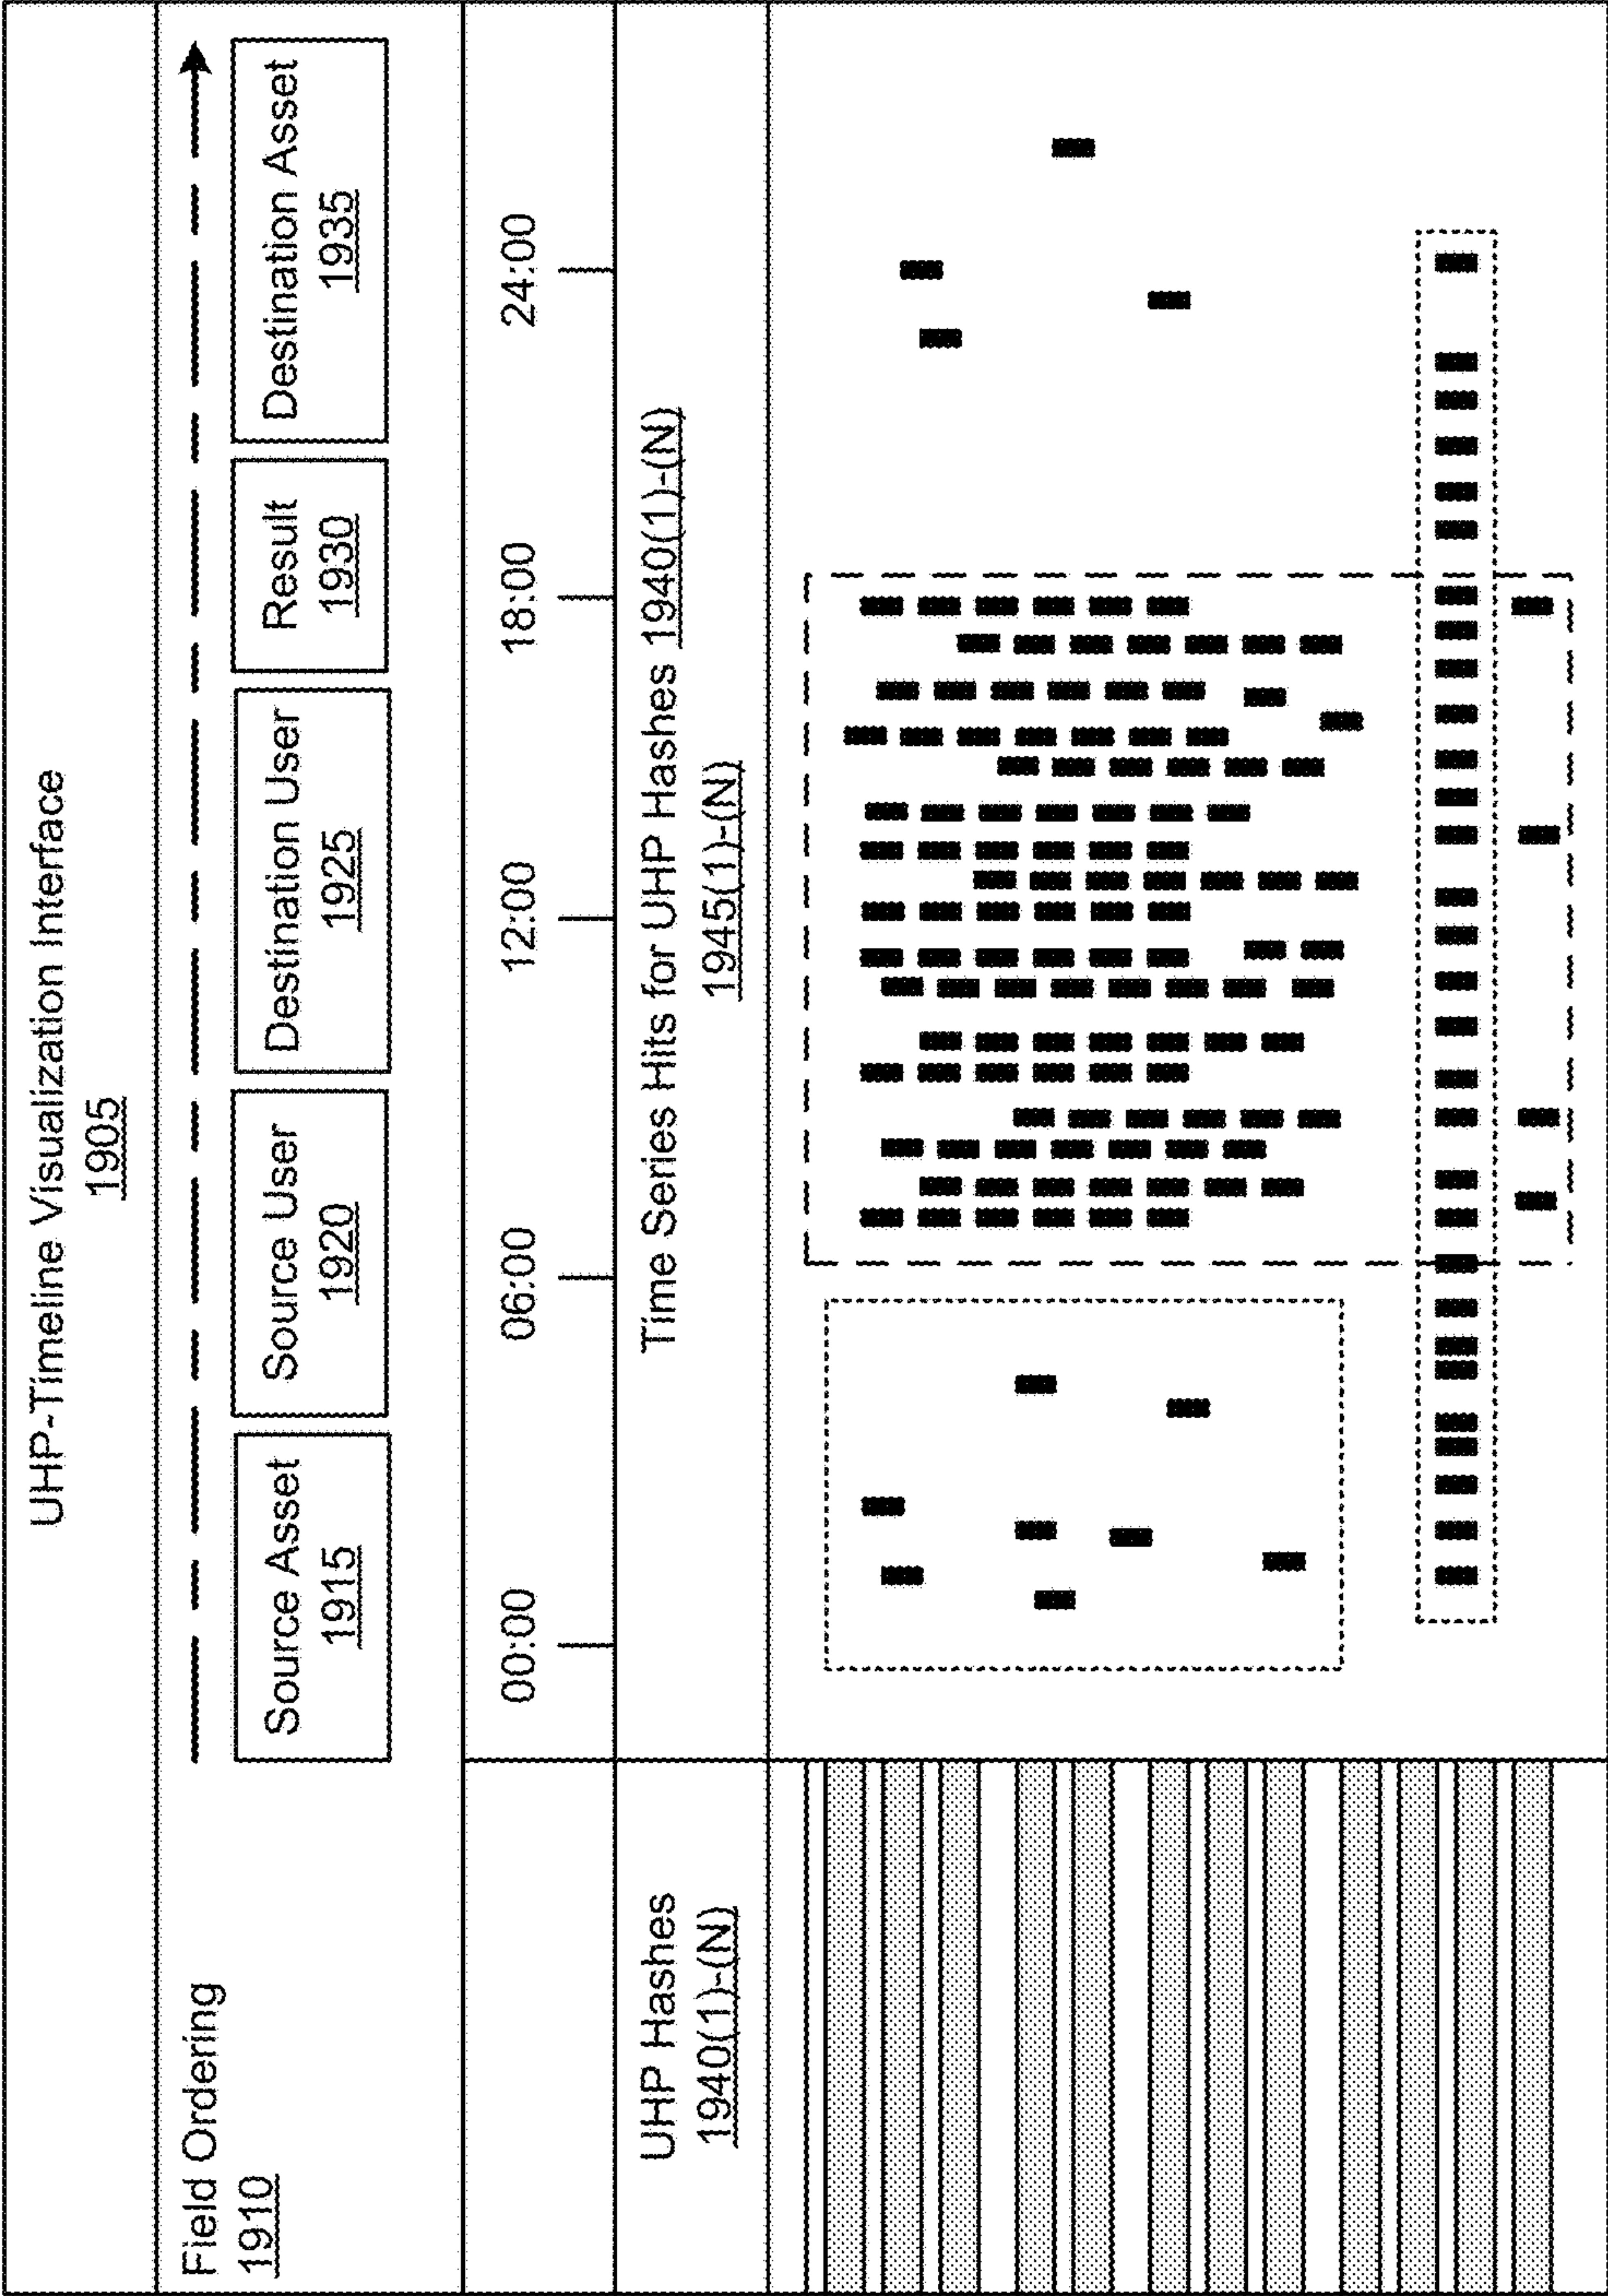 UHP-Timeline Visualization Interface
1905
Field Ordering
1910
Source Asset
1915
Source User
1920
Destination User
1925
Result
1930
Destination Asset
1935
00:00
06:00
12:00
18:00
24:00
UHP Hashes
1940(1)-(N)
Time Series Hits for UHP Hashes 1940(1)-(N)
1945(1)-(N)